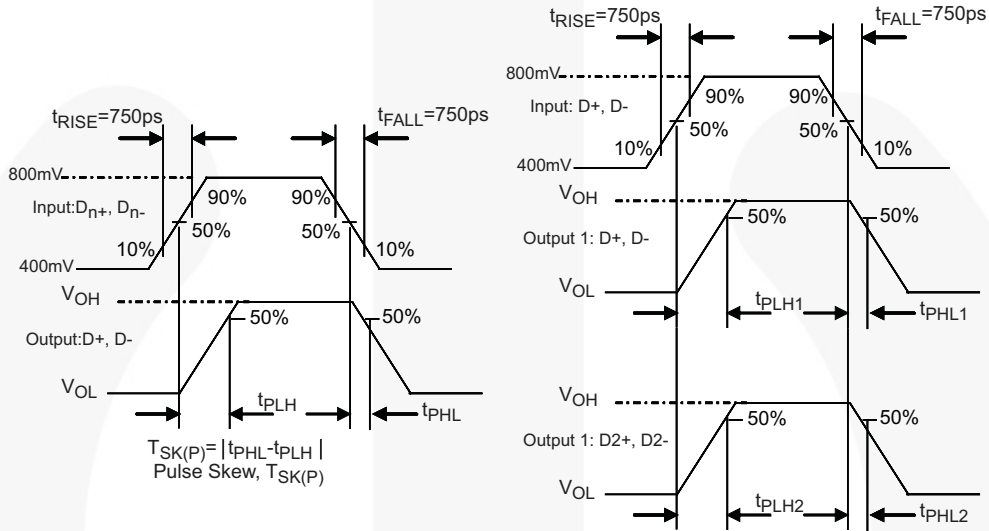 tRISE=750ps
tFALL=750ps
800mV
90%
90%
Input:Dn+, Dn-
50%
50%
10%
10%
400mV
VOH
50%
50%
Output:D+, D-
VOL
tPLH
tPHL
TSK(P)= |tPHL-tPLH |
Pulse Skew, TSK(P)
tRISE=750ps
tFALL=750ps
800mV
90%
90%
Input: D+, D-
50%
50%
10%
10%
400mV
VOH
50%
50%
Output 1: D+, D-
VOL
tPLH1
tPHL1
VOH
50%
50%
Output 1: D2+, D2-
VOL
tPLH2
tPHL2